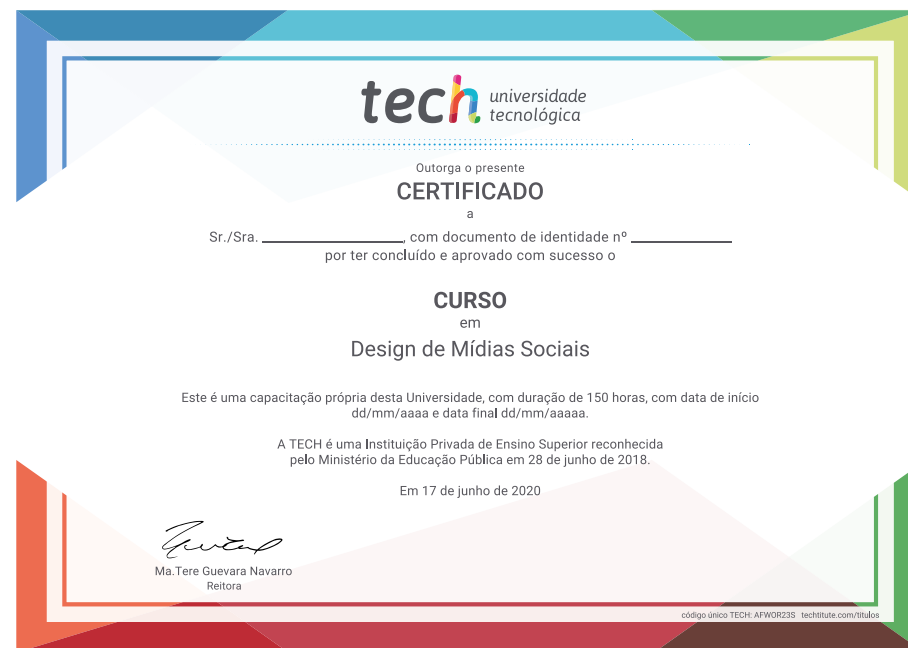 tech universidade
tecnológica
Outorga o presente
CERTIFICADO
a
Sr./Sra. ____________________, com documento de identidade nº ______________
por ter concluído e aprovado com sucesso o
CURSO
em
Design de Mídias Sociais
Este é uma capacitação própria desta Universidade, com duração de 150 horas, com data de início
dd/mm/aaaa e data final dd/mm/aaaaa.
A TECH é uma Instituição Privada de Ensino Superior reconhecida
pelo Ministério da Educação Pública em 28 de junho de 2018.
Em 17 de junho de 2020
Ma.Tere Guevara Navarro
Reitora
código único TECH: AFWOR23S techtitute.com/titulos